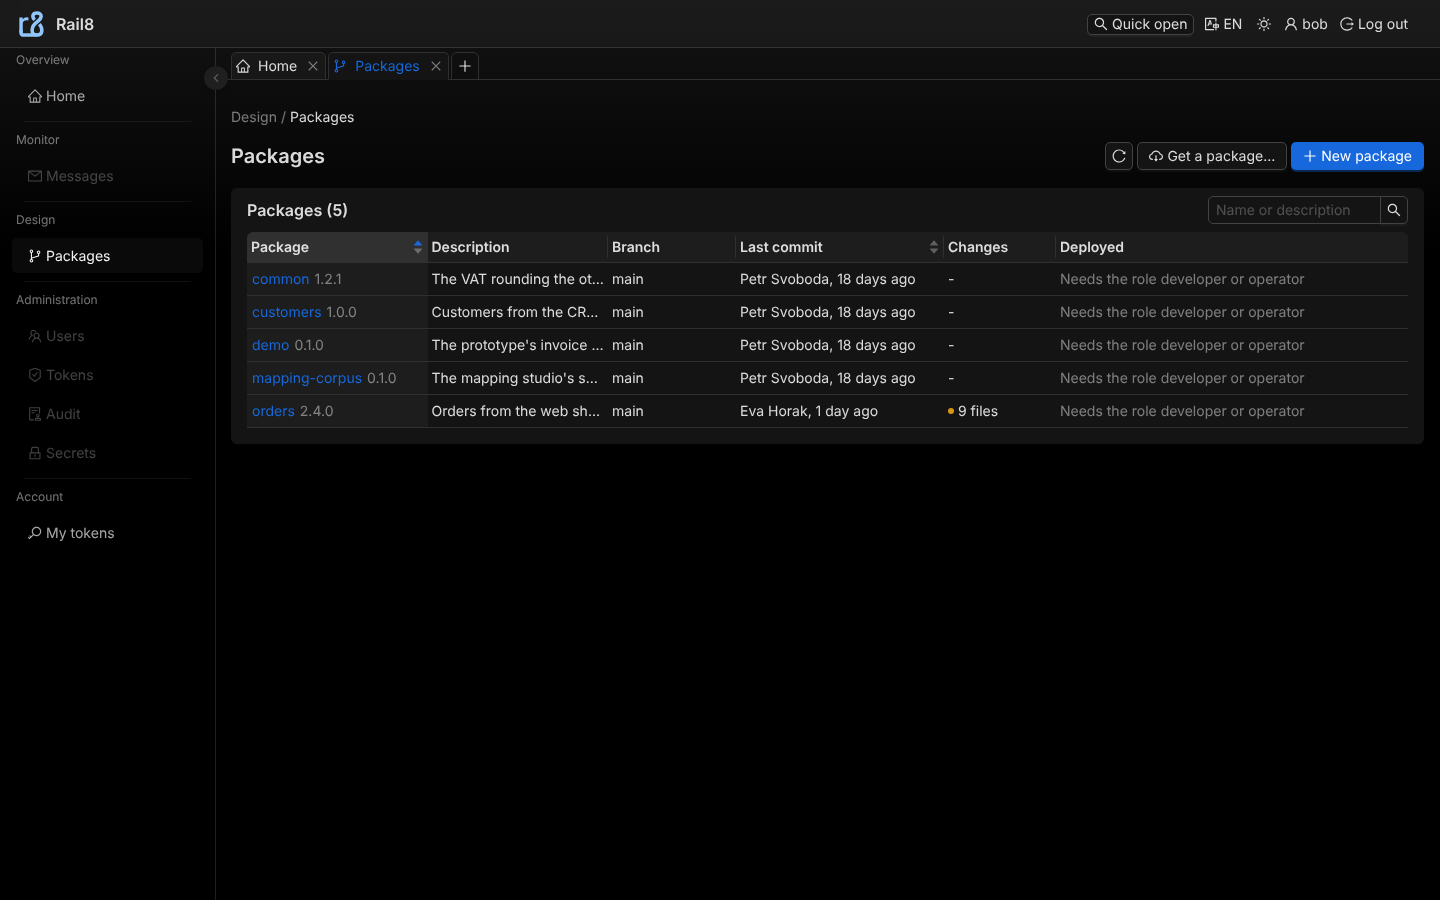 Rail8
Quick open
EN
bob
Log out
Overview
Home
Monitor
Messages
Design
Packages
Administration
Users
Tokens
Audit
Secrets
Account
My tokens
Home
Packages
Design / Packages
Packages
Get a package...
New package
Packages (5)
Name or description
Package Description Branch Last commit Changes Deployed
common 1.2.1 The VAT rounding the ot... main Petr Svoboda, 18 days ago - Needs the role developer or operator
customers 1.0.0 Customers from the CR... main Petr Svoboda, 18 days ago - Needs the role developer or operator
demo 0.1.0 The prototype's invoice ... main Petr Svoboda, 18 days ago - Needs the role developer or operator
mapping-corpus 0.1.0 The mapping studio's s... main Petr Svoboda, 18 days ago - Needs the role developer or operator
orders 2.4.0 Orders from the web sh... main Eva Horak, 1 day ago 9 files Needs the role developer or operator